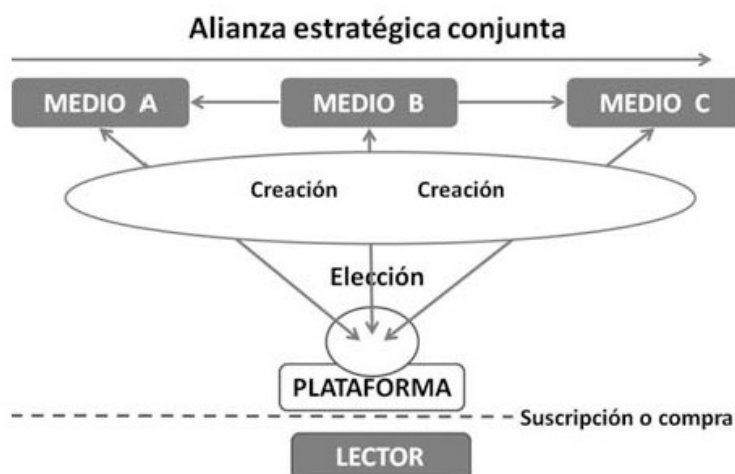 Alianza estratégica conjunta
MEDIO A
MEDIO B
MEDIO C
Creación
Creación
Elección
PLATAFORMA
Suscripción o compra
LECTOR